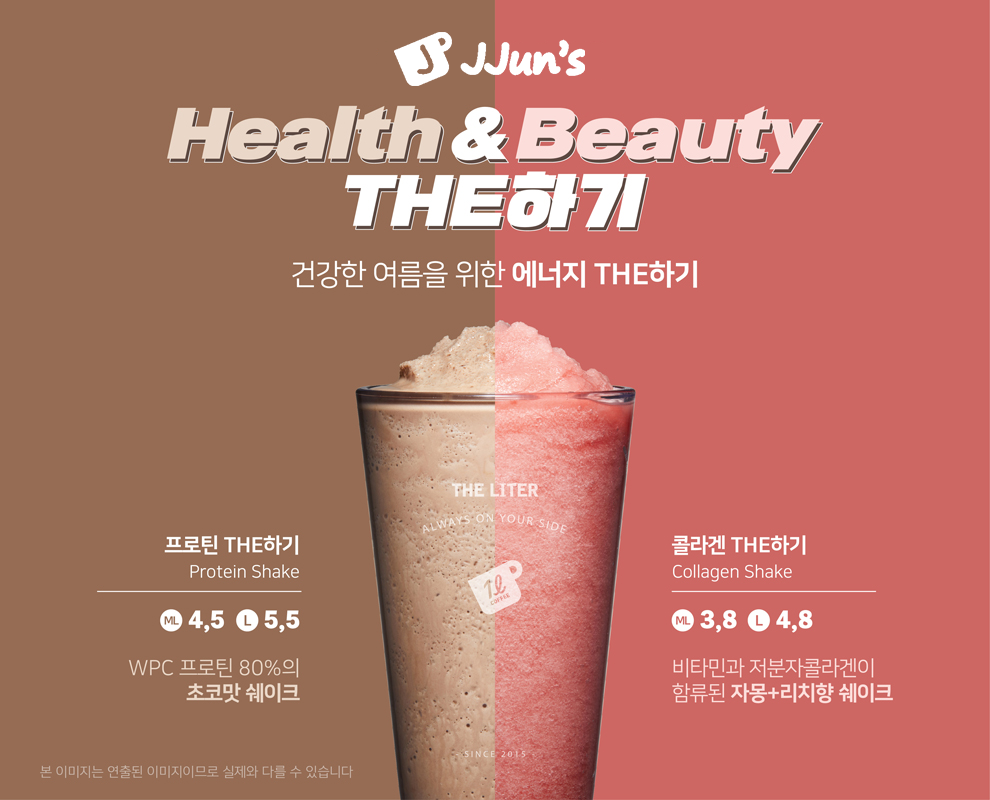 JJun's
Health & Beauty
THE하기
건강한 여름을 위한 에너지 THE하기
THE LITER
ALWAYS ON YOUR SIDE
TL
COFFEE
SINCE 2015
프로틴 THE하기
Protein Shake
ML 4,5 L 5,5
WPC 프로틴 80%의
초코맛 쉐이크
콜라겐 THE하기
Collagen Shake
ML 3,8 L 4,8
비타민과 저분자콜라겐이
함류된 자몽+리치향 쉐이크
본 이미지는 연출된 이미지이므로 실제와 다를 수 있습니다